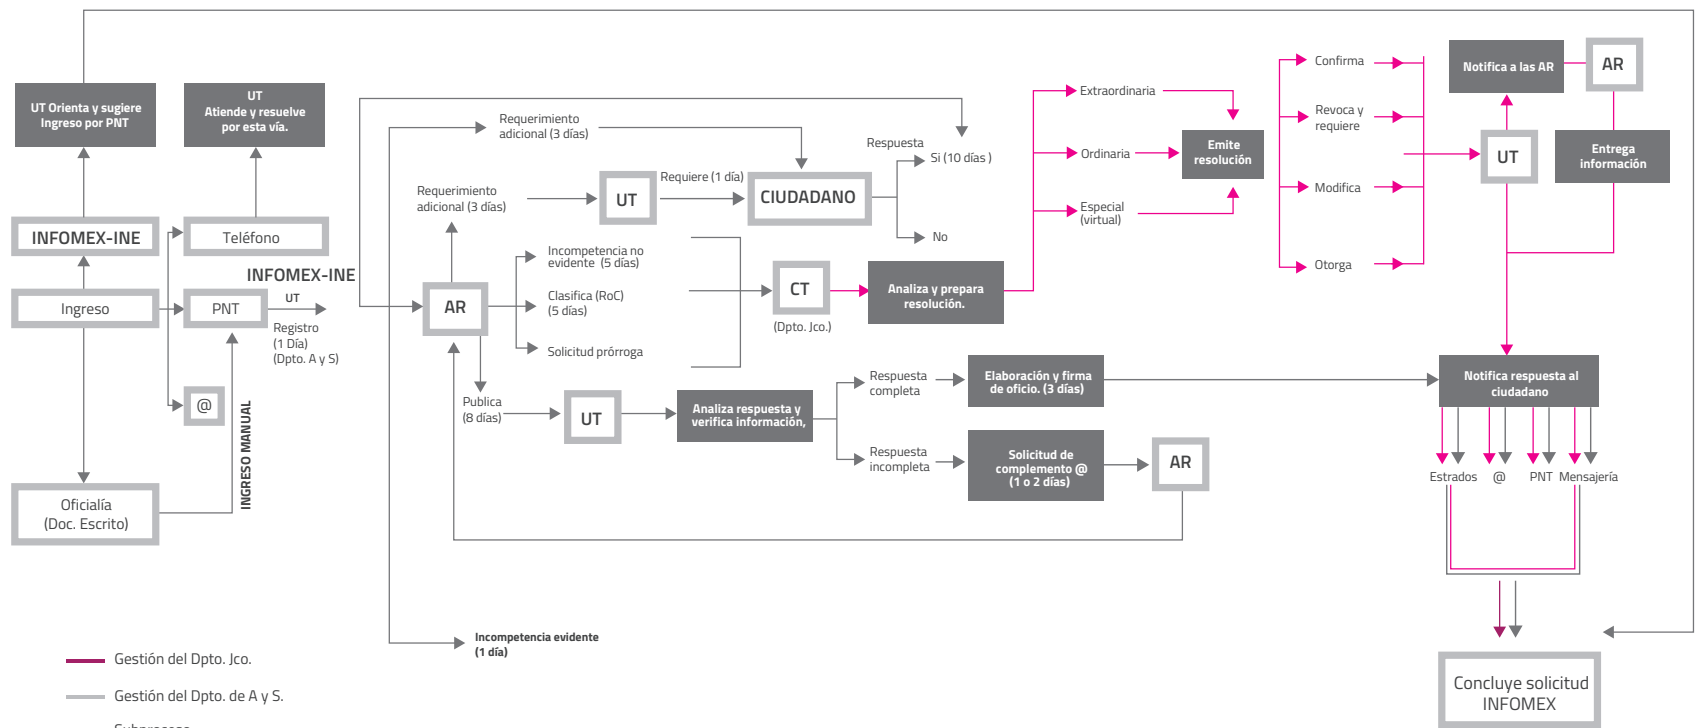 UT Orienta y sugiere
Ingreso por PNT
UT
Atiende y resuelve
por esta vía.
INFOMEX-INE
Teléfono
Ingreso
PNT
INFOMEX-INE
UT
Registro
(1 Día)
(Dpto. A y S)
@
INGRESO MANUAL
Oficialía
(Doc. Escrito)
Requerimiento
adicional (3 días)
Requerimiento
adicional (3 días)
UT
Requiere (1 día)
CIUDADANO
Respuesta
Si (10 días )
No
AR
Incompetencia no
evidente (5 días)
Clasifica (RoC)
(5 días)
Solicitud prórroga
CT
(Dpto. Jco.)
Analiza y prepara
resolución.
Publica
(8 días)
UT
Analiza respuesta y
verifica información,
Respuesta
completa
Elaboración y firma
de oficio. (3 días)
Respuesta
incompleta
Solicitud de
complemento @
(1 o 2 días)
AR
Incompetencia evidente
(1 día)
Extraordinaria
Ordinaria
Especial
(virtual)
Emite
resolución
Confirma
Revoca y
requiere
Modifica
Otorga
Notifica a las AR
AR
UT
Entrega
información
Notifica respuesta al
ciudadano
Estrados
@
PNT
Mensajería
Concluye solicitud
INFOMEX
Gestión del Dpto. Jco.
Gestión del Dpto. de A y S.
Subproceso